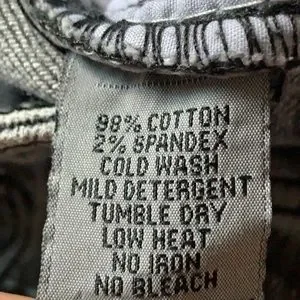 98% COTTON
2% SPANDEX
COLD WASH
MILD DETERGENT
TUMBLE DRY
LOW HEAT
NO IRON
NO BLEACH